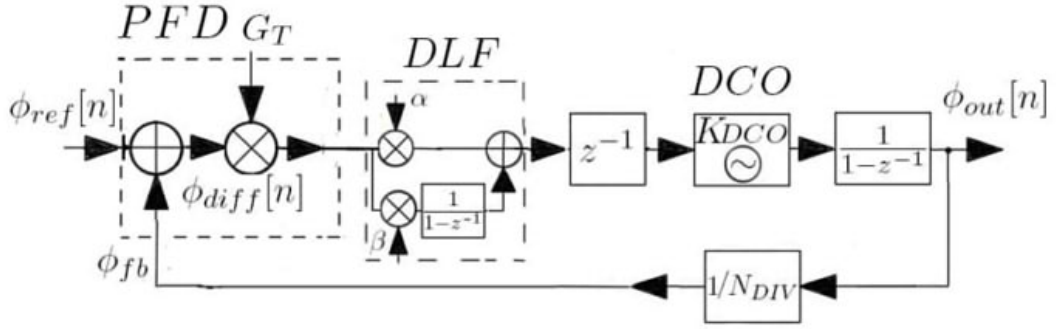 PFD G_T
DLF
DCO
ϕ_ref[n]
α
z^{-1}
K_DCO
1/(1−z^{-1})
ϕ_out[n]
ϕ_diff[n]
β
1/(1−z^{-1})
ϕ_fb
1/N_DIV